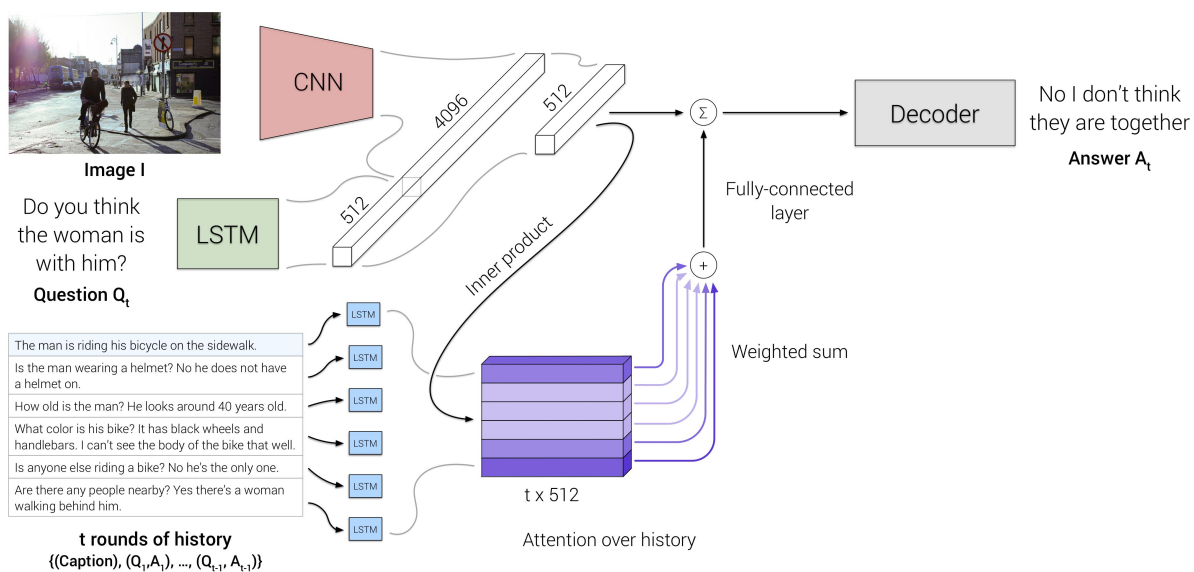 CNN
4096
512
512
Σ
Decoder
No I don't think
they are together
Answer Aₜ
Image I
Do you think
the woman is
with him?
Question Qₜ
LSTM
Fully-connected
layer
Inner product
+
Weighted sum
The man is riding his bicycle on the sidewalk.
Is the man wearing a helmet? No he does not have
a helmet on.
How old is the man? He looks around 40 years old.
What color is his bike? It has black wheels and
handlebars. I can't see the body of the bike that well.
Is anyone else riding a bike? No he's the only one.
Are there any people nearby? Yes there's a woman
walking behind him.
LSTM
LSTM
LSTM
LSTM
LSTM
LSTM
t x 512
Attention over history
t rounds of history
{(Caption), (Q₁,A₁), ..., (Qₜ₋₁, Aₜ₋₁)}